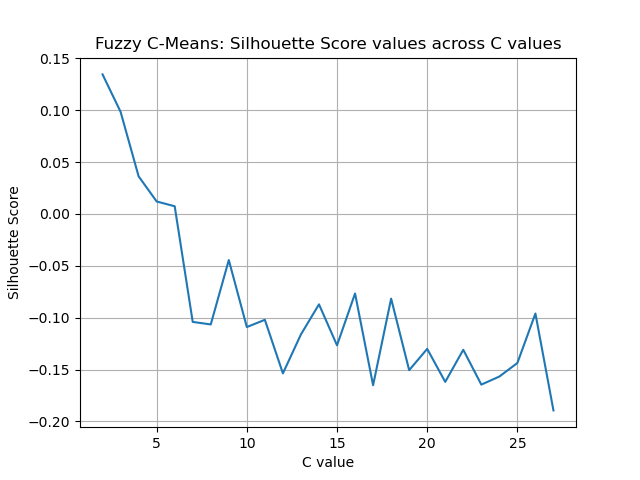 Fuzzy C-Means: Silhouette Score values across C values
0.15
0.10
0.05
0.00
−0.05
−0.10
−0.15
−0.20
Silhouette Score
5 10 15 20 25
C value